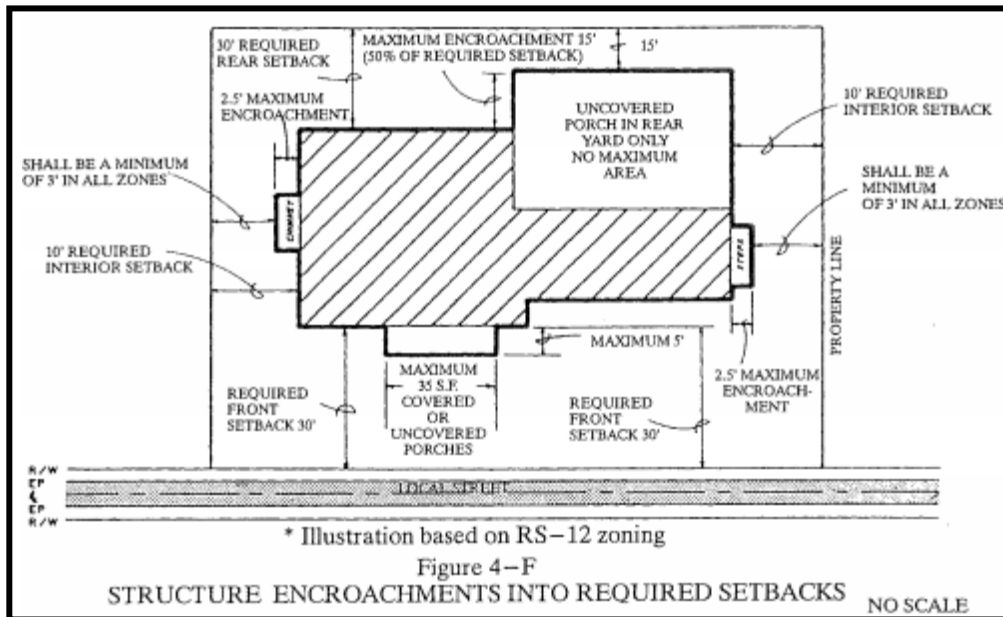 30' REQUIRED
REAR SETBACK
MAXIMUM ENCROACHMENT 15'
(50% OF REQUIRED SETBACK)
15'
2.5' MAXIMUM
ENCROACHMENT
UNCOVERED
PORCH IN REAR
YARD ONLY
NO MAXIMUM
AREA
10' REQUIRED
INTERIOR SETBACK
SHALL BE A MINIMUM
OF 3' IN ALL ZONES
SHALL BE A
MINIMUM
OF 3' IN ALL ZONES
CHIMNEY
STEPS
10' REQUIRED
INTERIOR SETBACK
PROPERTY LINE
MAXIMUM 5'
MAXIMUM
35 S.F.
COVERED
OR
UNCOVERED
PORCHES
2.5' MAXIMUM
ENCROACH-
MENT
REQUIRED
FRONT
SETBACK 30'
REQUIRED
FRONT
SETBACK 30'
R/W
EP
℄
EP
R/W
LOCAL STREET
* Illustration based on RS-12 zoning
Figure 4-F
STRUCTURE ENCROACHMENTS INTO REQUIRED SETBACKS
NO SCALE